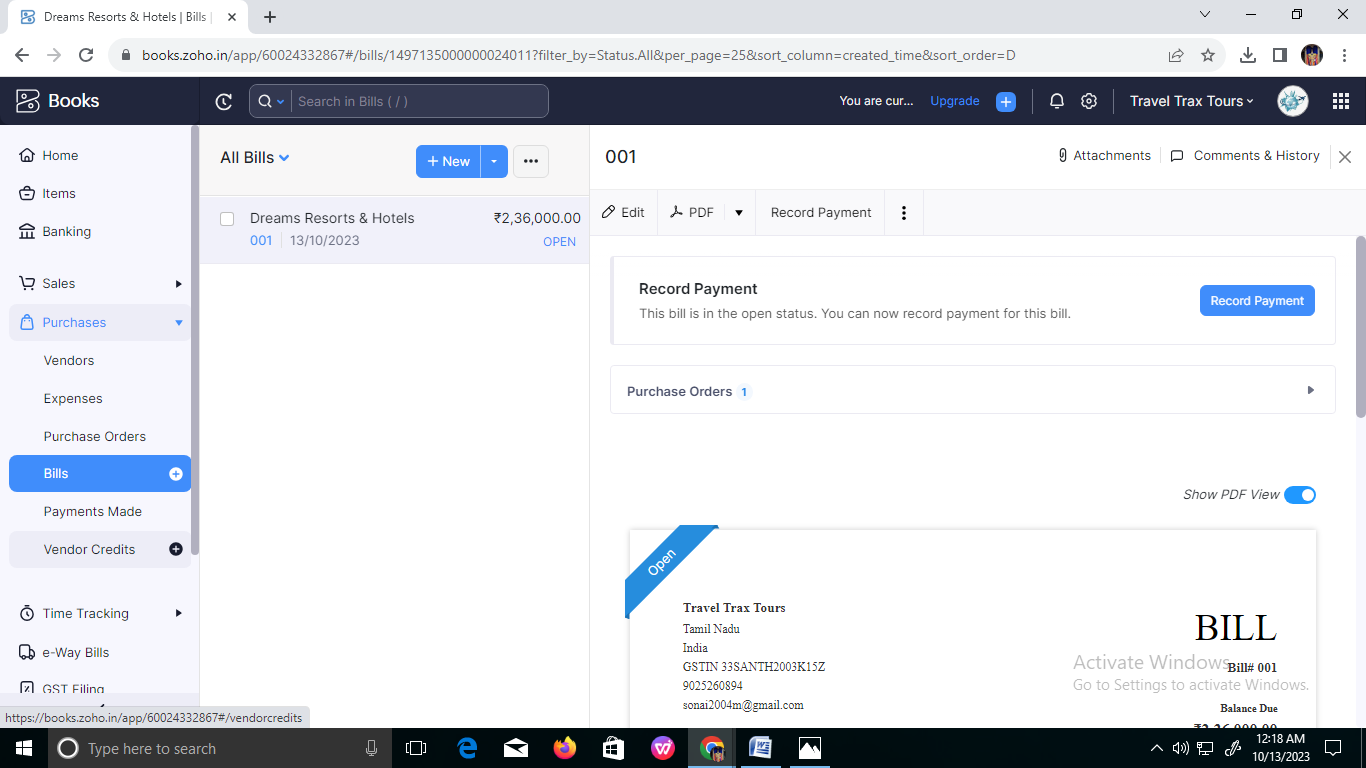 Dreams Resorts & Hotels | Bills |
books.zoho.in/app/60024332867#/bills/1497135000000024011?filter_by=Status.All&per_page=25&sort_column=created_time&sort_order=D
Books
Search in Bills ( / )
You are cur...
Upgrade
Travel Trax Tours
Home
Items
Banking
Sales
Purchases
Vendors
Expenses
Purchase Orders
Bills
Payments Made
Vendor Credits
Time Tracking
e-Way Bills
GST Filing
https://books.zoho.in/app/60024332867#/vendorcredits
All Bills
+ New
Dreams Resorts & Hotels ₹2,36,000.00
001 13/10/2023 OPEN
001
Attachments
Comments & History
Edit
PDF
Record Payment
Record Payment
This bill is in the open status. You can now record payment for this bill.
Record Payment
Purchase Orders 1
Show PDF View
Open
Travel Trax Tours
Tamil Nadu
India
GSTIN 33SANTH2003K15Z
9025260894
sonai2004m@gmail.com
BILL
Bill# 001
Balance Due
₹2,36,000.00
Activate Windows
Go to Settings to activate Windows.
Type here to search
12:18 AM
10/13/2023